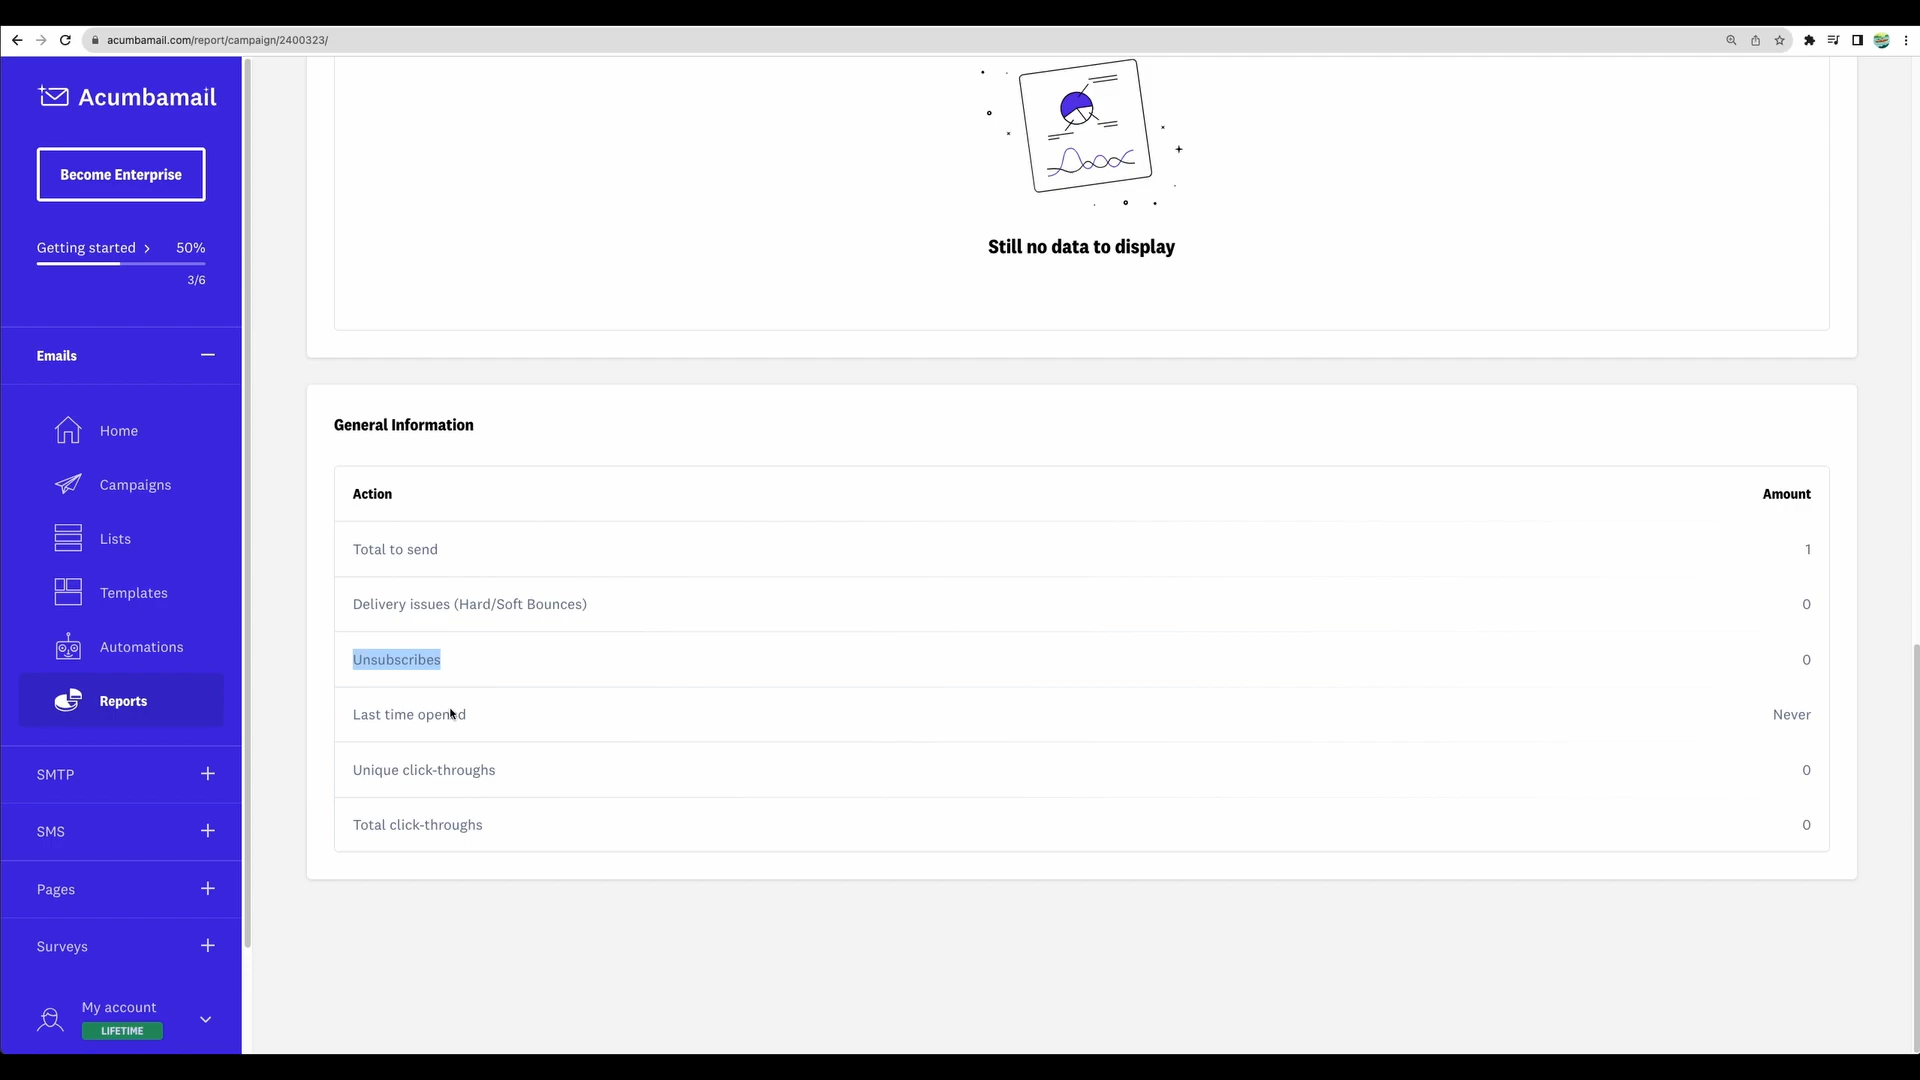 acumbamail.com/report/campaign/2400323/
Acumbamail
Become Enterprise
Getting started > 50%
3/6
Emails
Home
Campaigns
Lists
Templates
Automations
Reports
SMTP
SMS
Pages
Surveys
My account
LIFETIME
Still no data to display
General Information
Action Amount
Total to send 1
Delivery issues (Hard/Soft Bounces) 0
Unsubscribes 0
Last time opened Never
Unique click-throughs 0
Total click-throughs 0